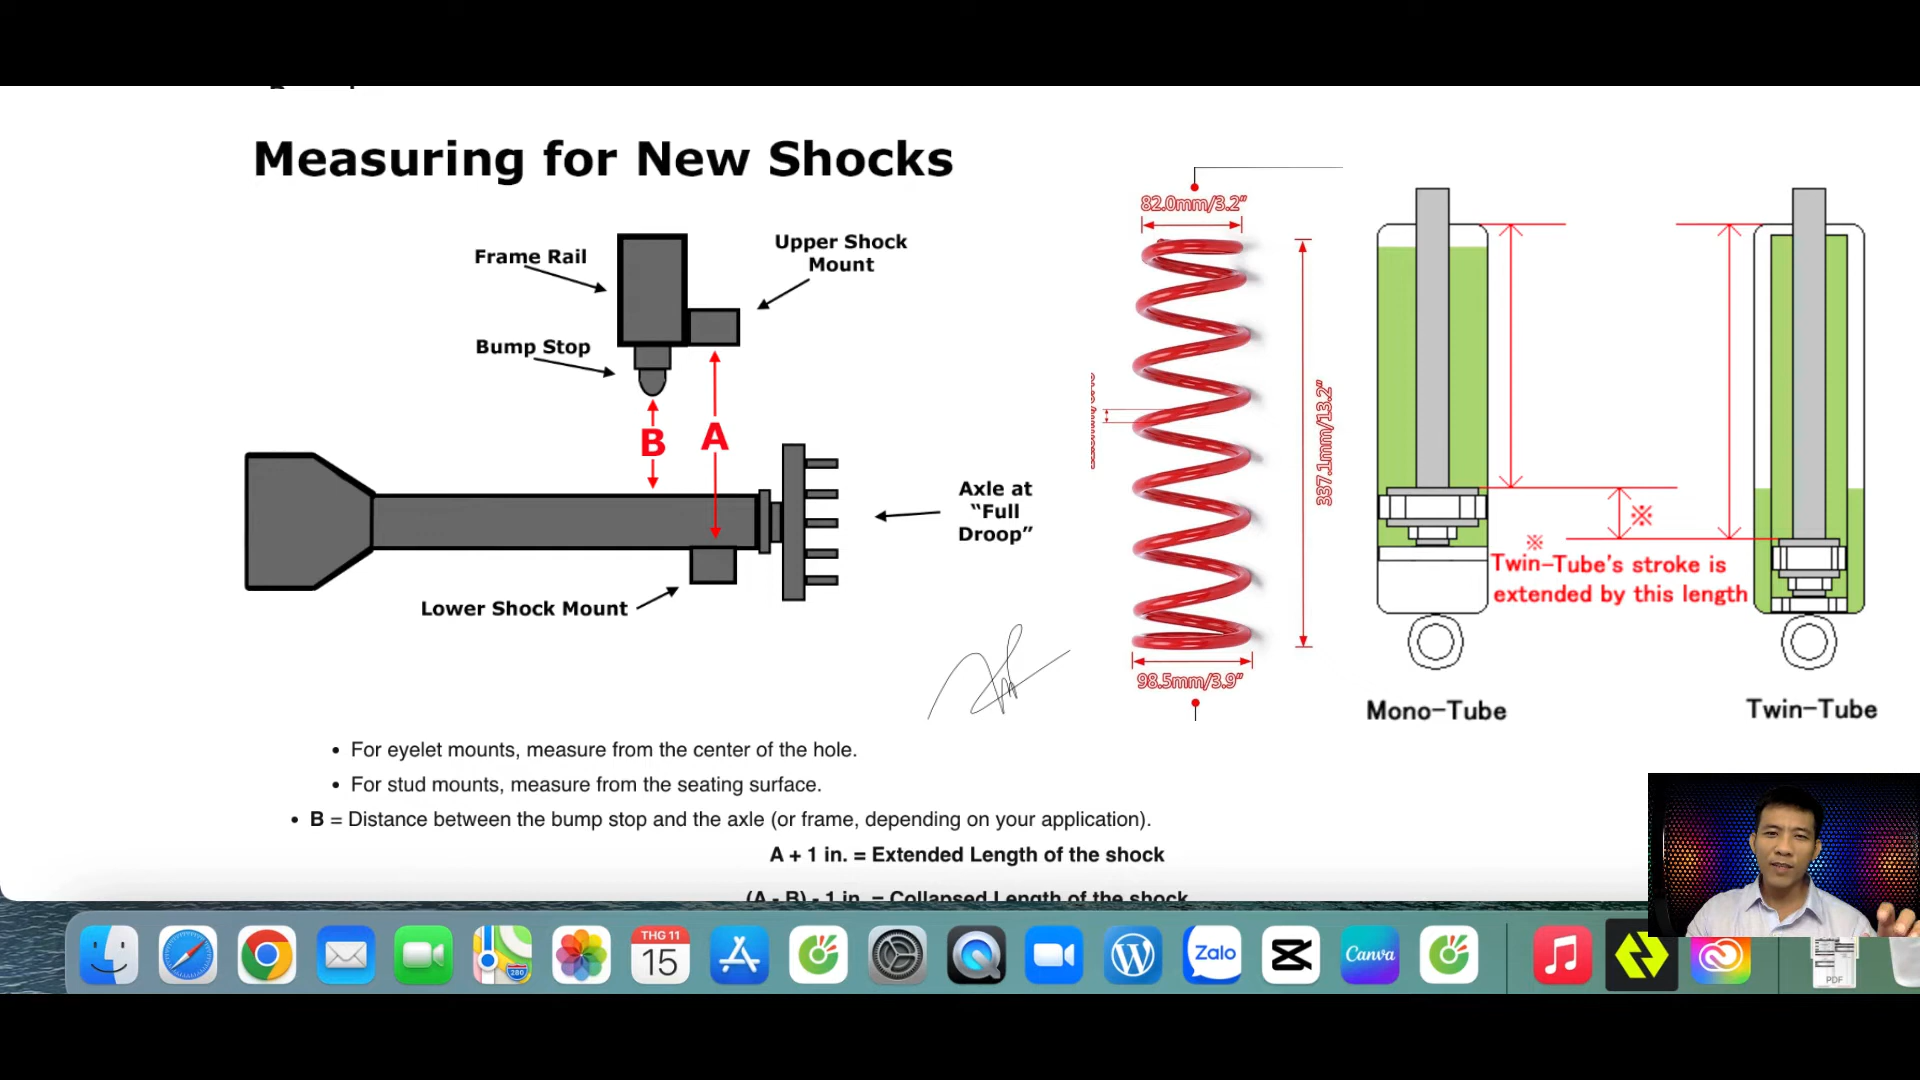 Measuring for New Shocks
Frame Rail
Upper Shock
Mount
Bump Stop
B
A
Axle at
“Full
Droop”
Lower Shock Mount
82.0mm/3.2”
337.1mm/13.2”
98.5mm/3.9”
※
※
Twin-Tube's stroke is
extended by this length
Mono-Tube
Twin-Tube
• For eyelet mounts, measure from the center of the hole.
• For stud mounts, measure from the seating surface.
• B = Distance between the bump stop and the axle (or frame, depending on your application).
A + 1 in. = Extended Length of the shock
(A - B) - 1 in. = Collapsed Length of the shock
280
THG 11
15
Zalo
Canva
PDF